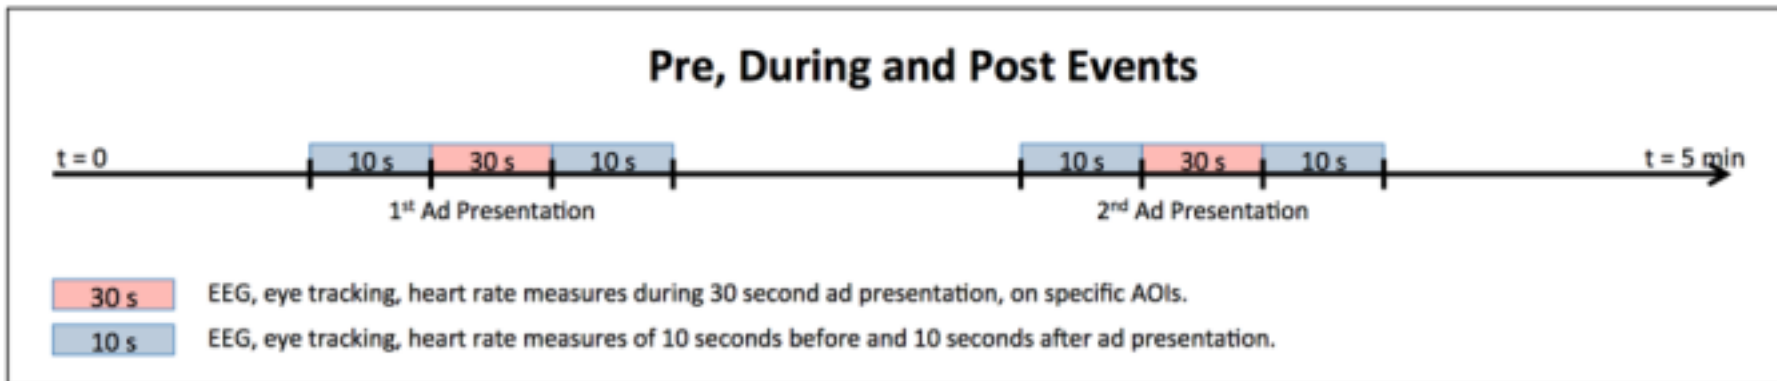 Pre, During and Post Events
t = 0 10 s 30 s 10 s 10 s 30 s 10 s t = 5 min
1st Ad Presentation 2nd Ad Presentation
30 s EEG, eye tracking, heart rate measures during 30 second ad presentation, on specific AOIs.
10 s EEG, eye tracking, heart rate measures of 10 seconds before and 10 seconds after ad presentation.